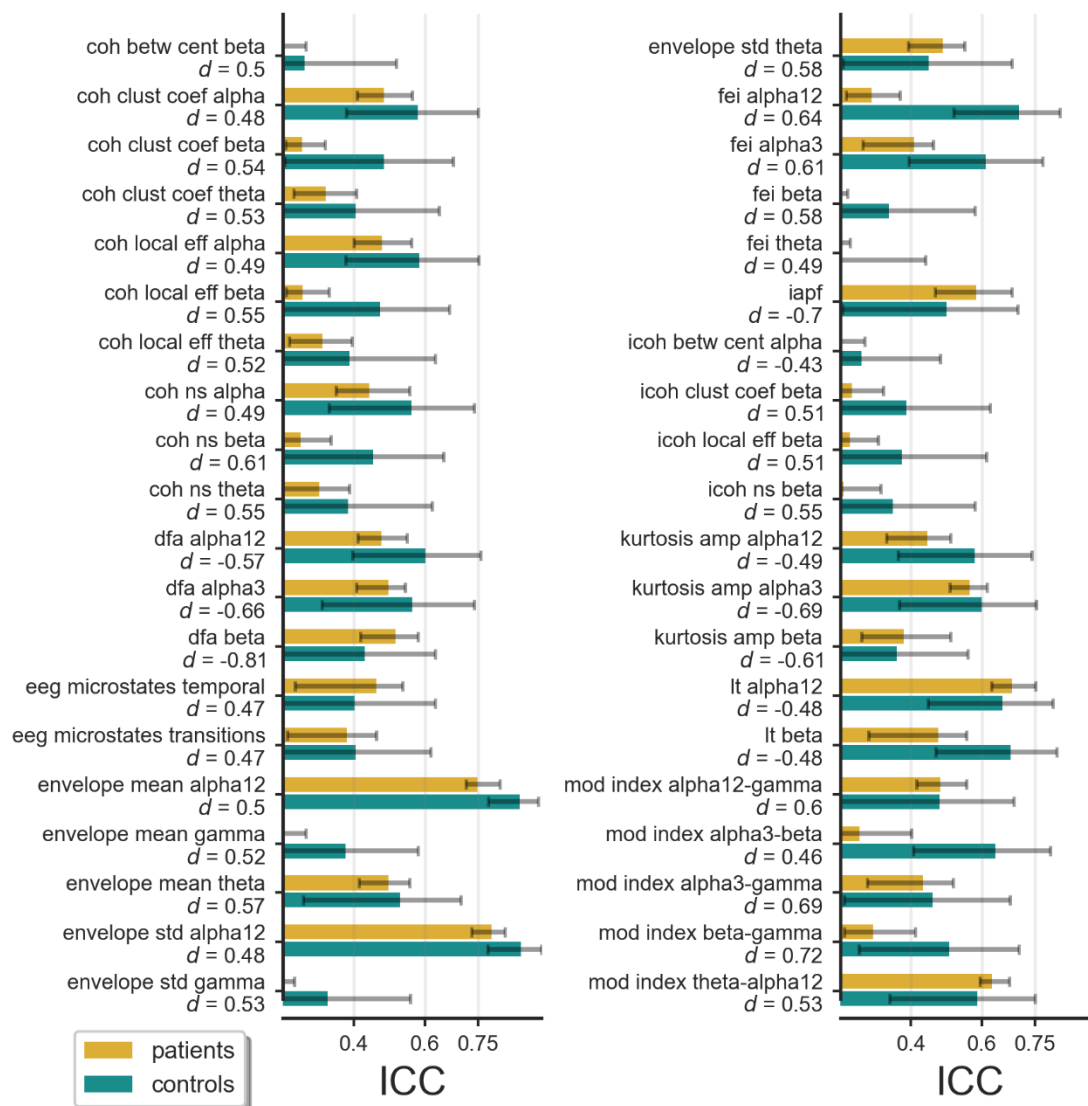 coh betw cent beta
d = 0.5
coh clust coef alpha
d = 0.48
coh clust coef beta
d = 0.54
coh clust coef theta
d = 0.53
coh local eff alpha
d = 0.49
coh local eff beta
d = 0.55
coh local eff theta
d = 0.52
coh ns alpha
d = 0.49
coh ns beta
d = 0.61
coh ns theta
d = 0.55
dfa alpha12
d = -0.57
dfa alpha3
d = -0.66
dfa beta
d = -0.81
eeg microstates temporal
d = 0.47
eeg microstates transitions
d = 0.47
envelope mean alpha12
d = 0.5
envelope mean gamma
d = 0.52
envelope mean theta
d = 0.57
envelope std alpha12
d = 0.48
envelope std gamma
d = 0.53
0.4 0.6 0.75
ICC
patients
controls
envelope std theta
d = 0.58
fei alpha12
d = 0.64
fei alpha3
d = 0.61
fei beta
d = 0.58
fei theta
d = 0.49
iapf
d = -0.7
icoh betw cent alpha
d = -0.43
icoh clust coef beta
d = 0.51
icoh local eff beta
d = 0.51
icoh ns beta
d = 0.55
kurtosis amp alpha12
d = -0.49
kurtosis amp alpha3
d = -0.69
kurtosis amp beta
d = -0.61
lt alpha12
d = -0.48
lt beta
d = -0.48
mod index alpha12-gamma
d = 0.6
mod index alpha3-beta
d = 0.46
mod index alpha3-gamma
d = 0.69
mod index beta-gamma
d = 0.72
mod index theta-alpha12
d = 0.53
0.4 0.6 0.75
ICC